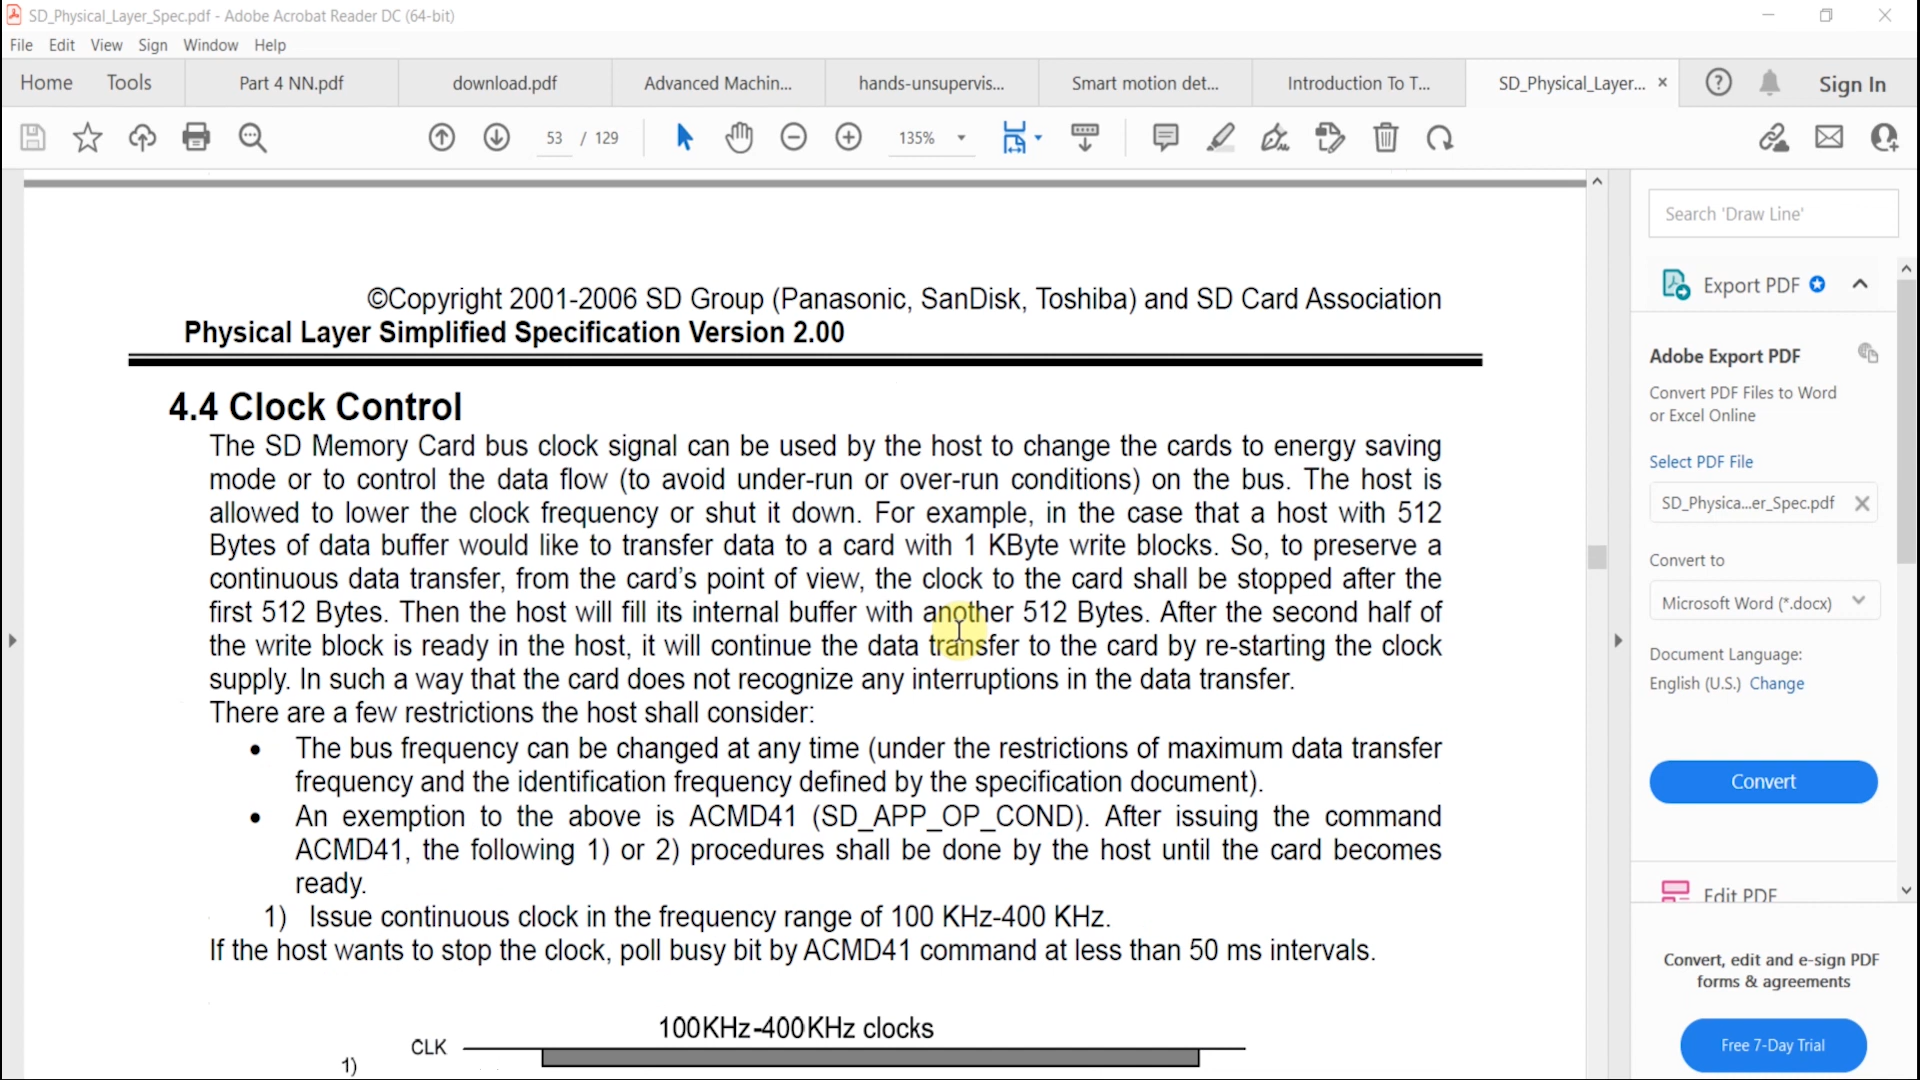 SD_Physical_Layer_Spec.pdf - Adobe Acrobat Reader DC (64-bit)
File Edit View Sign Window Help
Home Tools Part 4 NN.pdf download.pdf Advanced Machin... hands-unsupervis... Smart motion det... Introduction To T... SD_Physical_Layer... × Sign In
53 / 129 135%
Search 'Draw Line'
Export PDF
Adobe Export PDF
Convert PDF Files to Word
or Excel Online
Select PDF File
SD_Physica...er_Spec.pdf
Convert to
Microsoft Word (*.docx)
Document Language:
English (U.S.) Change
Convert
Edit PDF
Convert, edit and e-sign PDF
forms & agreements
Free 7-Day Trial
©Copyright 2001-2006 SD Group (Panasonic, SanDisk, Toshiba) and SD Card Association
Physical Layer Simplified Specification Version 2.00
4.4 Clock Control
The SD Memory Card bus clock signal can be used by the host to change the cards to energy saving
mode or to control the data flow (to avoid under-run or over-run conditions) on the bus. The host is
allowed to lower the clock frequency or shut it down. For example, in the case that a host with 512
Bytes of data buffer would like to transfer data to a card with 1 KByte write blocks. So, to preserve a
continuous data transfer, from the card's point of view, the clock to the card shall be stopped after the
first 512 Bytes. Then the host will fill its internal buffer with another 512 Bytes. After the second half of
the write block is ready in the host, it will continue the data transfer to the card by re-starting the clock
supply. In such a way that the card does not recognize any interruptions in the data transfer.
There are a few restrictions the host shall consider:
• The bus frequency can be changed at any time (under the restrictions of maximum data transfer
frequency and the identification frequency defined by the specification document).
• An exemption to the above is ACMD41 (SD_APP_OP_COND). After issuing the command
ACMD41, the following 1) or 2) procedures shall be done by the host until the card becomes
ready.
1) Issue continuous clock in the frequency range of 100 KHz-400 KHz.
If the host wants to stop the clock, poll busy bit by ACMD41 command at less than 50 ms intervals.
100KHz-400KHz clocks
CLK
1)